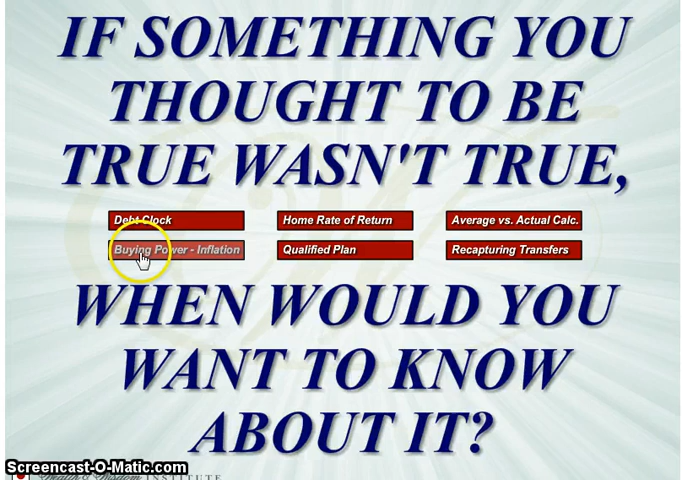 IF SOMETHING YOU
THOUGHT TO BE
TRUE WASN'T TRUE,
Debt Clock
Home Rate of Return
Average vs. Actual Calc.
Buying Power - Inflation
Qualified Plan
Recapturing Transfers
WHEN WOULD YOU
WANT TO KNOW
ABOUT IT?
Screencast-O-Matic.com
INSTITUTE